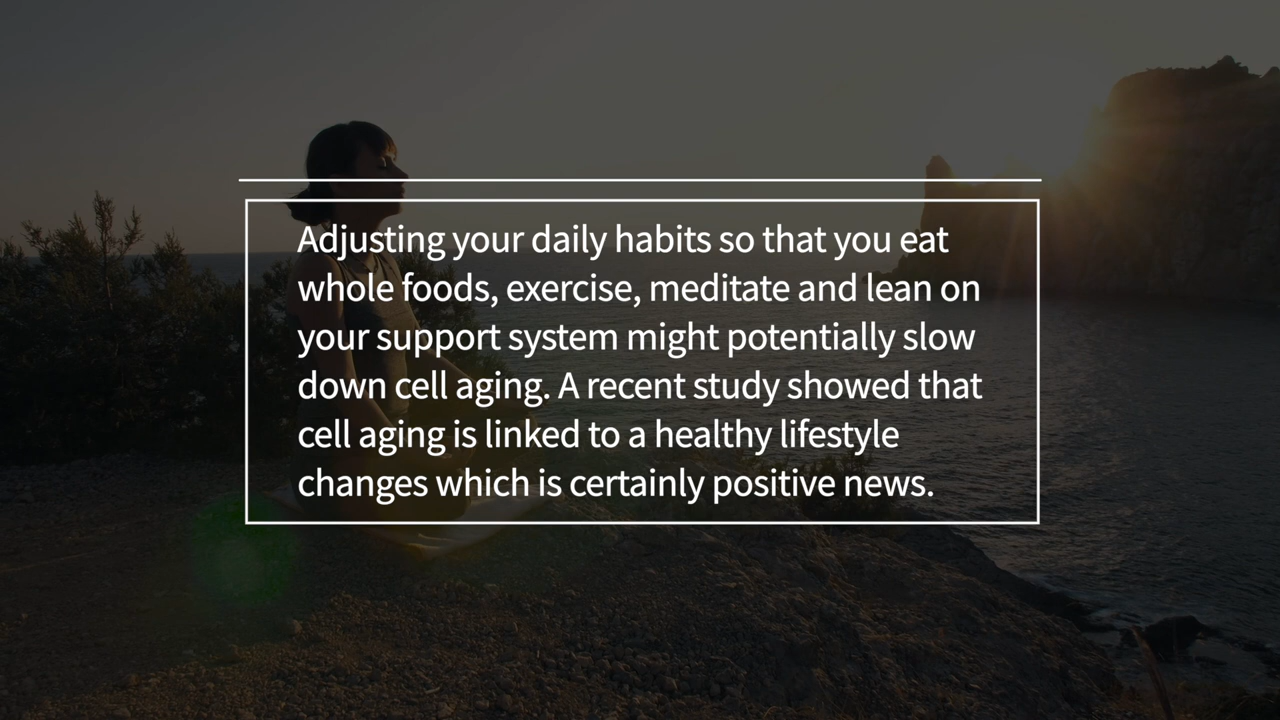 Adjusting your daily habits so that you eat
whole foods, exercise, meditate and lean on
your support system might potentially slow
down cell aging. A recent study showed that
cell aging is linked to a healthy lifestyle
changes which is certainly positive news.